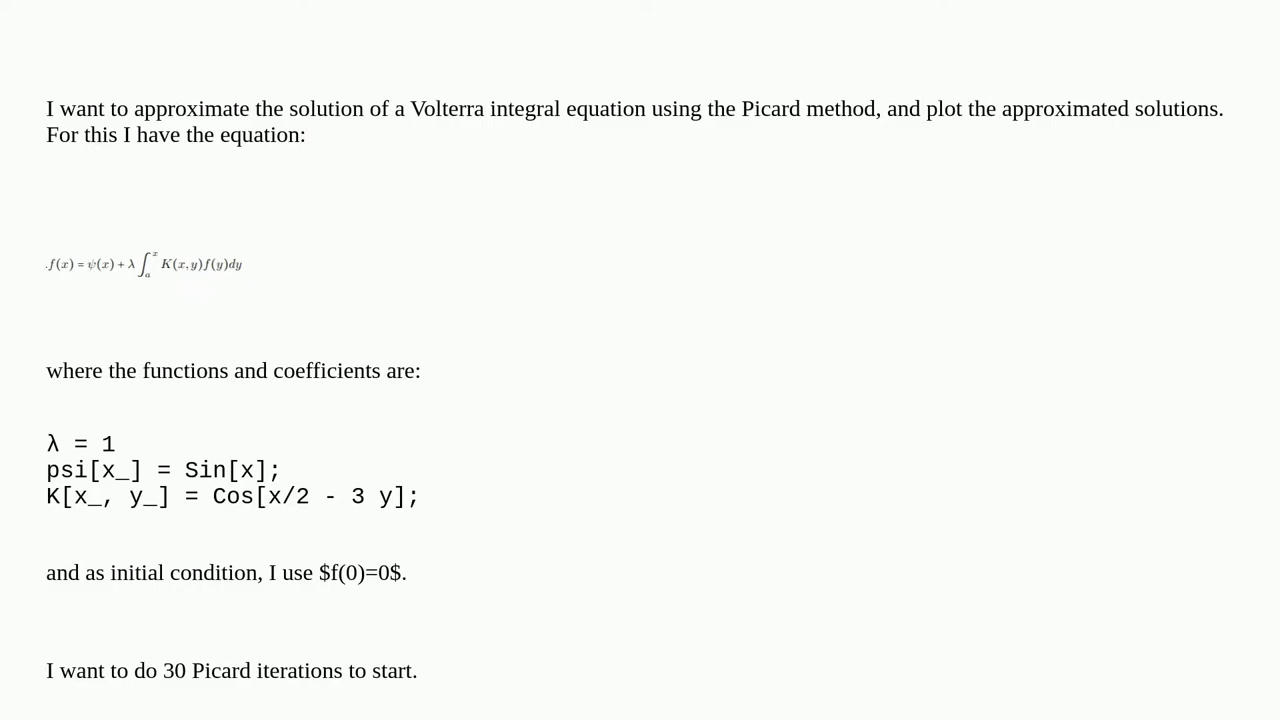 I want to approximate the solution of a Volterra integral equation using the Picard method, and plot the approximated solutions.
For this I have the equation:
.f(x) = ψ(x) + λ ∫_a^x K(x,y)f(y)dy
where the functions and coefficients are:
λ = 1
psi[x_] = Sin[x];
K[x_, y_] = Cos[x/2 - 3 y];
and as initial condition, I use $f(0)=0$.
I want to do 30 Picard iterations to start.